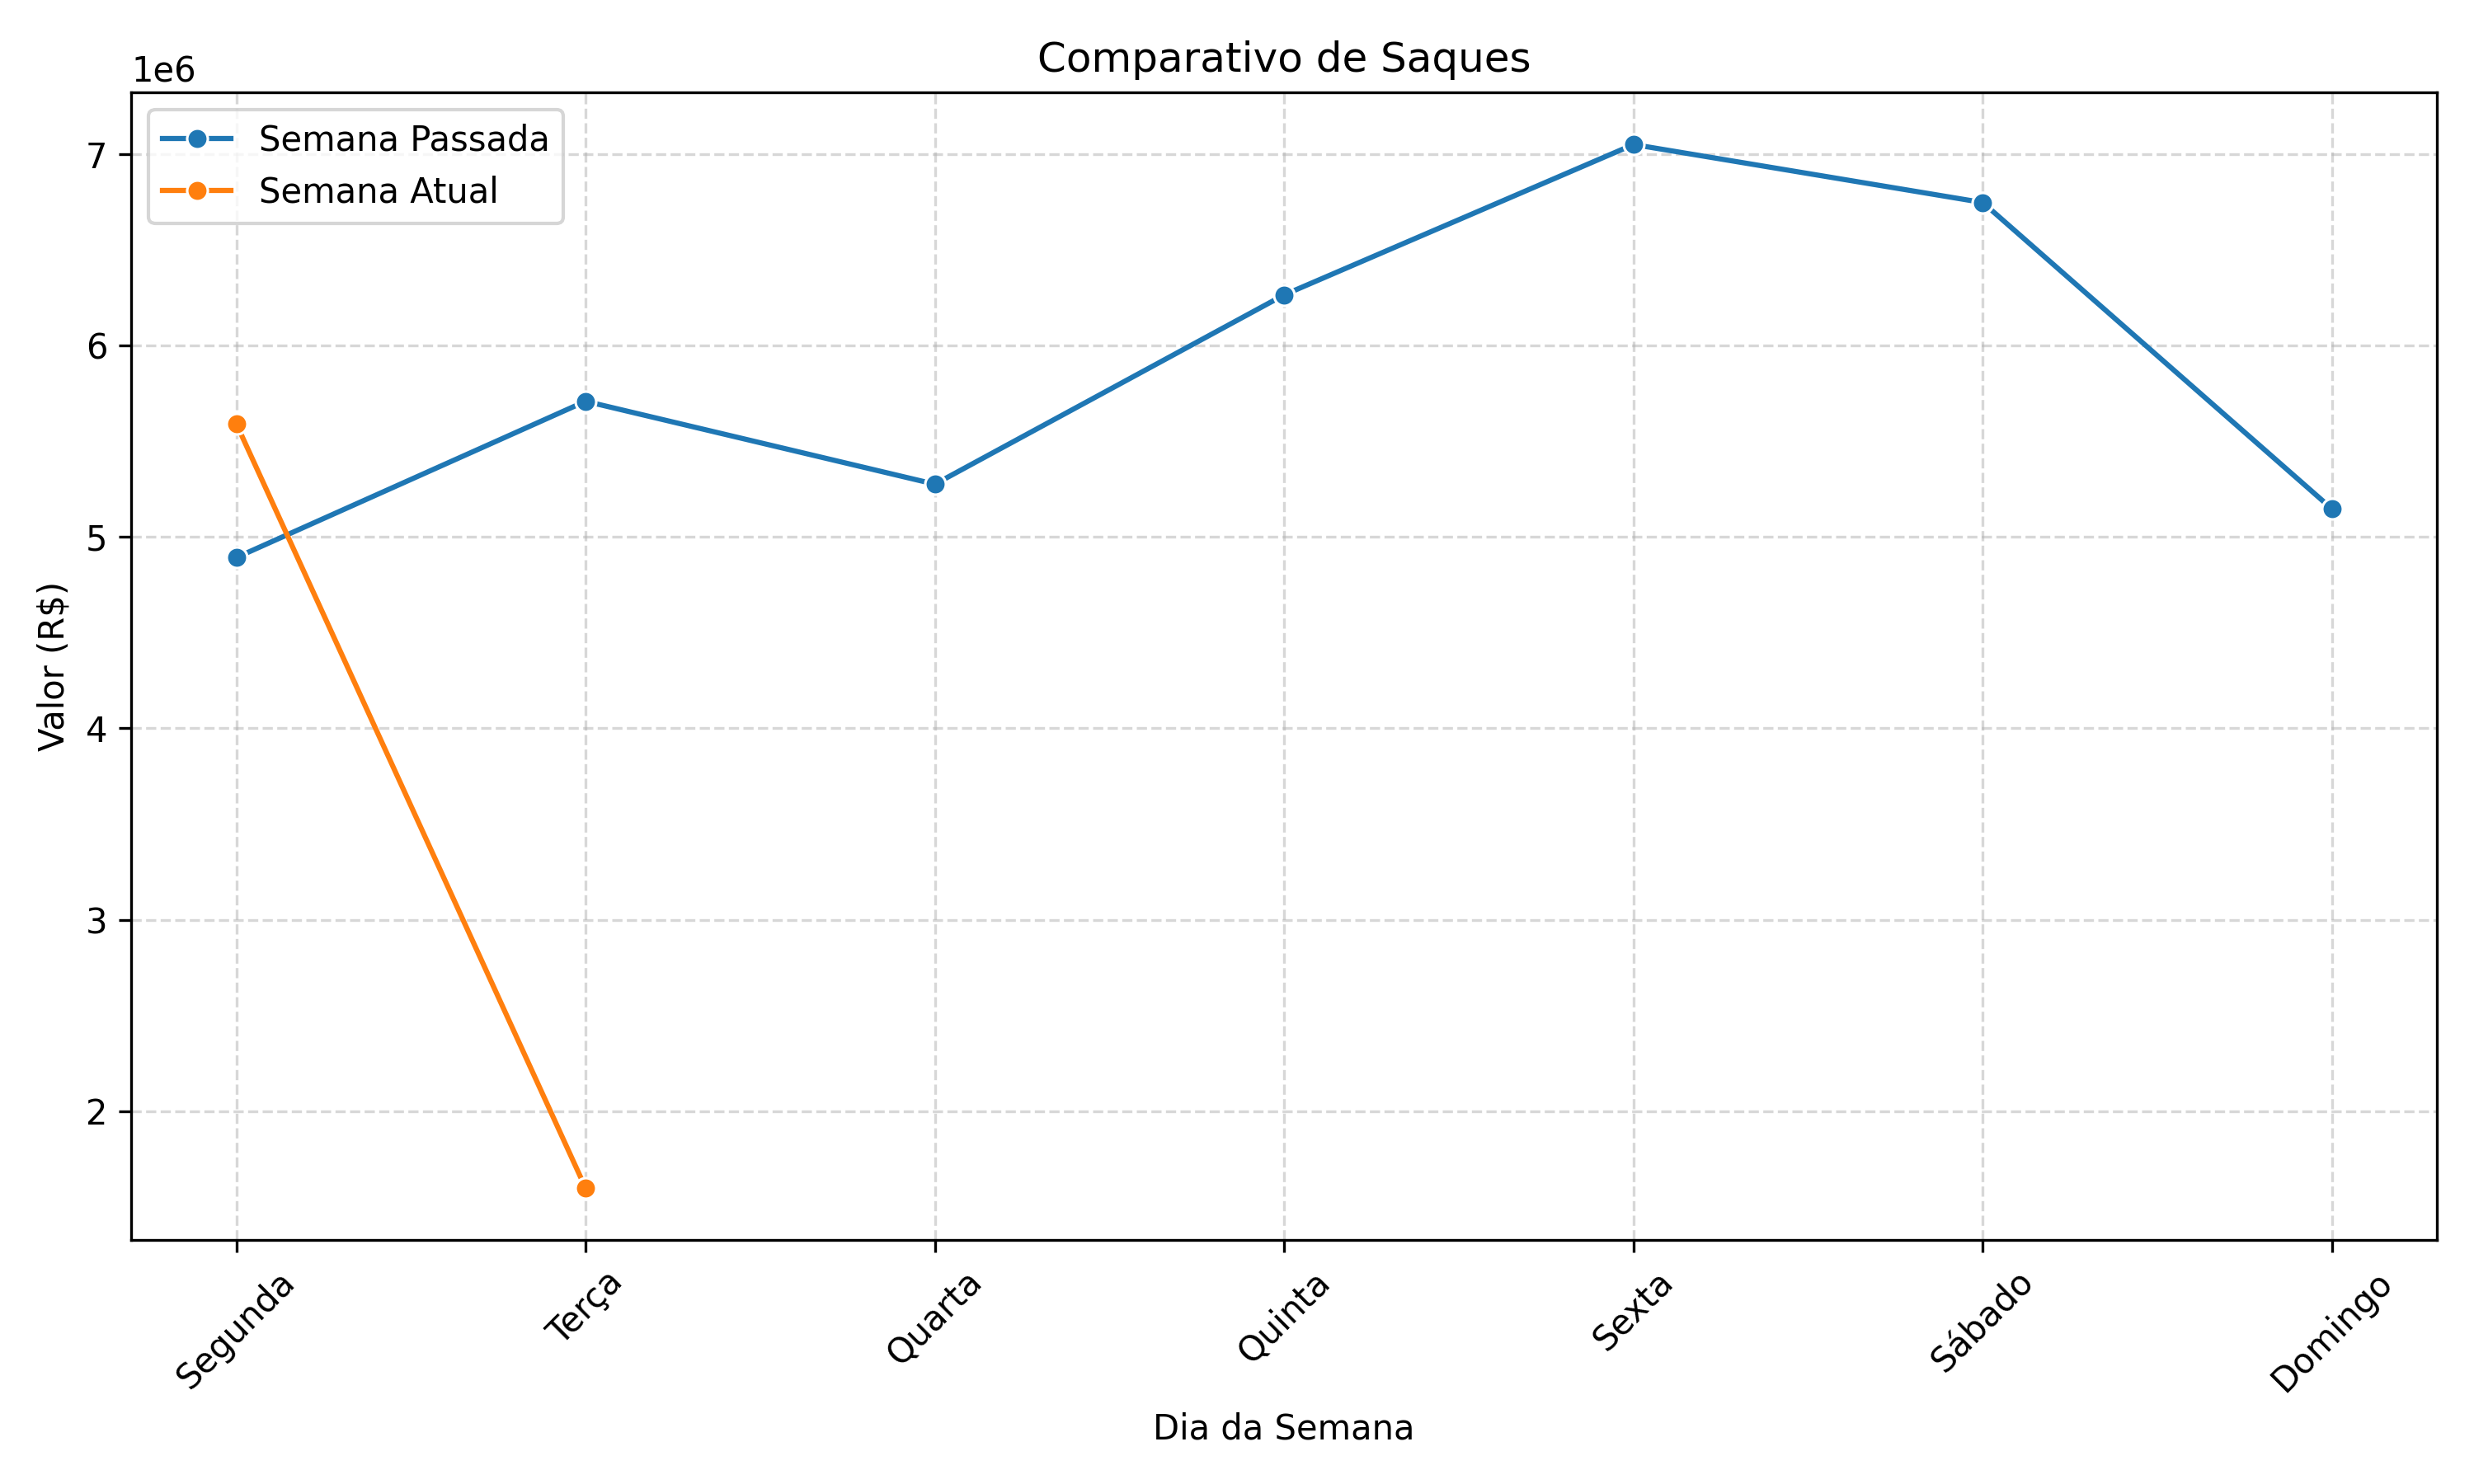 Comparativo de Saques
1e6
Semana Passada
Semana Atual
7
6
5
4
3
2
Valor (R$)
Segunda
Terça
Quarta
Quinta
Sexta
Sábado
Domingo
Dia da Semana